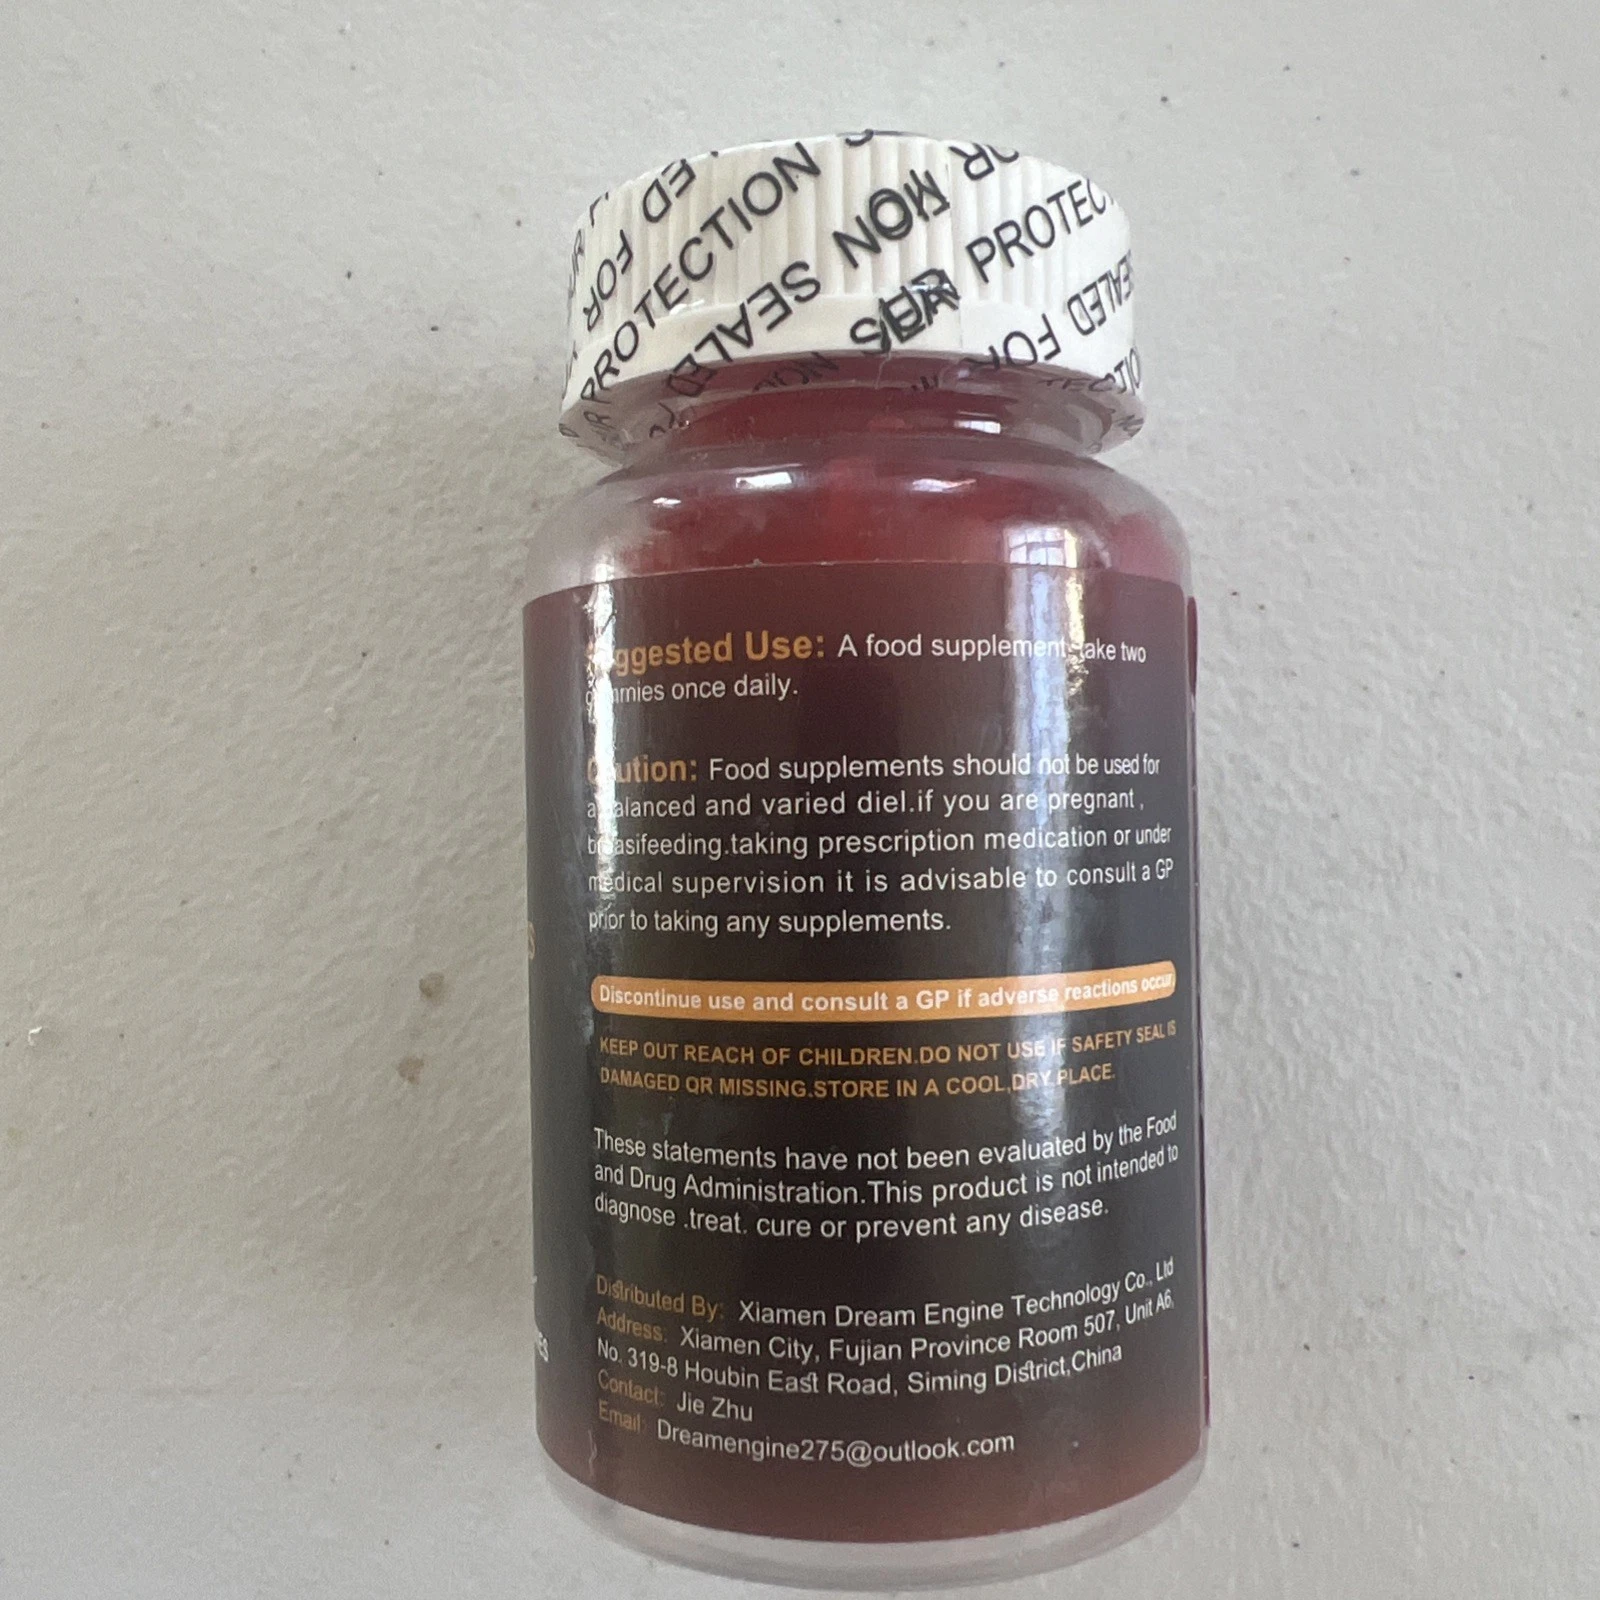 PROTECTION
SEALED FOR
PROTEC
SEALED FOR
Suggested Use: A food supplement, take two
gummies once daily.
Caution: Food supplements should not be used for
a balanced and varied diel.if you are pregnant ,
breasifeeding.taking prescription medication or under
medical supervision it is advisable to consult a GP
prior to taking any supplements.
Discontinue use and consult a GP if adverse reactions occur
KEEP OUT REACH OF CHILDREN.DO NOT USE IF SAFETY SEAL IS
DAMAGED OR MISSING.STORE IN A COOL,DRY PLACE.
These statements have not been evaluated by the Food
and Drug Administration.This product is not intended to
diagnose .treat. cure or prevent any disease.
Distributed By: Xiamen Dream Engine Technology Co., Ltd
Address: Xiamen City, Fujian Province Room 507, Unit A6,
No. 319-8 Houbin East Road, Siming District,China
Contact: Jie Zhu
Email: Dreamengine275@outlook.com